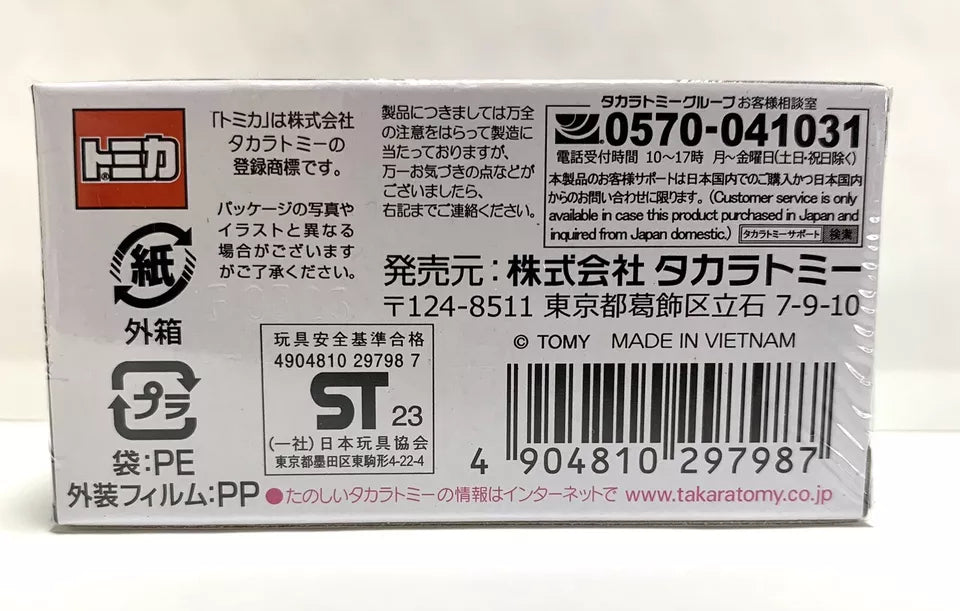 トミカ
®
「トミカ」は株式会社
タカラトミーの
登録商標です。
パッケージの写真や
イラストと異なる
場合がございます
がご了承ください。
製品につきましては万全
の注意をはらって製造に
当たっておりますが、
万一お気づきの点などが
ございましたら、
右記までご連絡ください。
タカラトミーグループ お客様相談室
0570-041031
電話受付時間 10〜17時 月〜金曜日(土日・祝日除く)
本製品のお客様サポートは日本国内でのご購入かつ日本国内
からのお問い合わせに限ります。(Customer service is only
available in case this product purchased in Japan and
inquired from Japan domestic.) タカラトミーサポート 検索
発売元:株式会社 タカラトミー
〒124-8511 東京都葛飾区立石 7-9-10
© TOMY MADE IN VIETNAM
紙
外箱
プラ
袋:PE
外装フィルム:PP
玩具安全基準合格
4904810 29798 7
ST 23
(一社)日本玩具協会
東京都墨田区東駒形4-22-4
4 904810 297987
●たのしいタカラトミーの情報はインターネットで www.takaratomy.co.jp